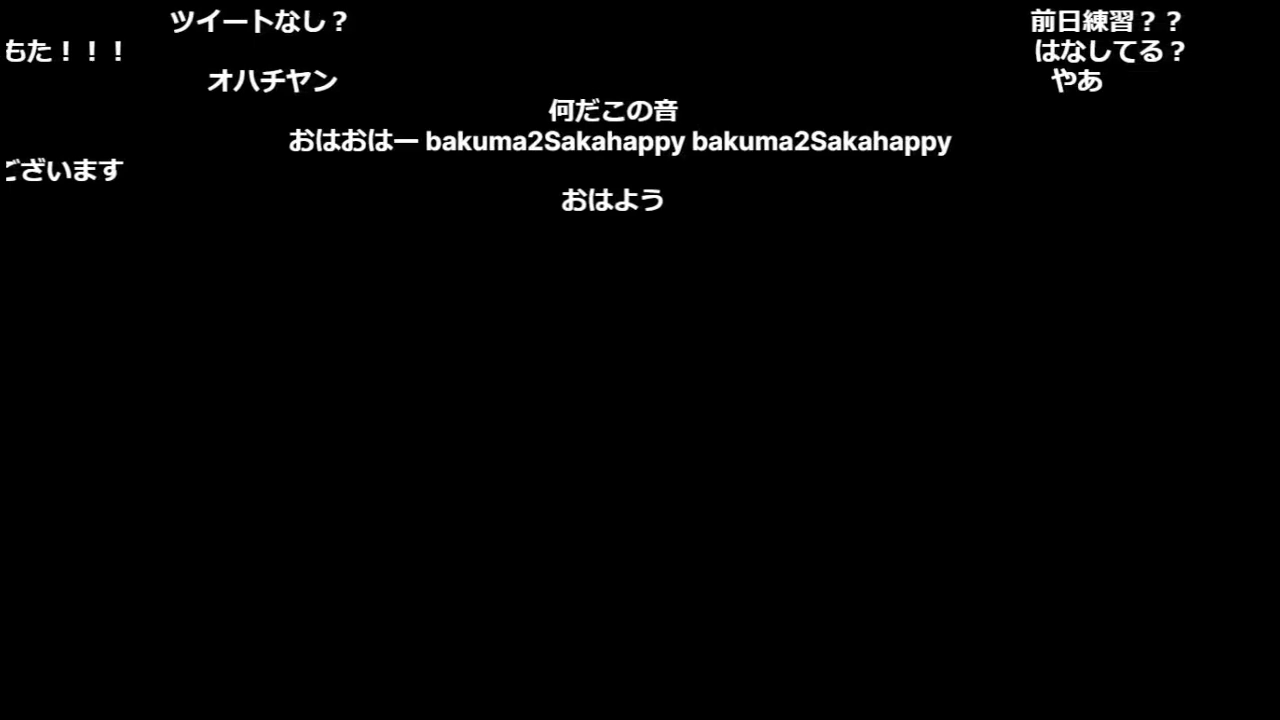 ツイートなし？
前日練習？？
もた！！！
はなしてる？
オハチヤン
やあ
何だこの音
おはおはー bakuma2Sakahappy bakuma2Sakahappy
ございます
おはよう